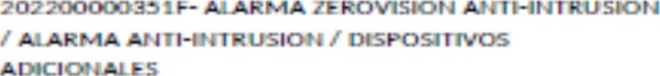 202200000351F- ALARMA ZEROVISION ANTI-INTRUSION
/ ALARMA ANTI-INTRUSION / DISPOSITIVOS
ADICIONALES